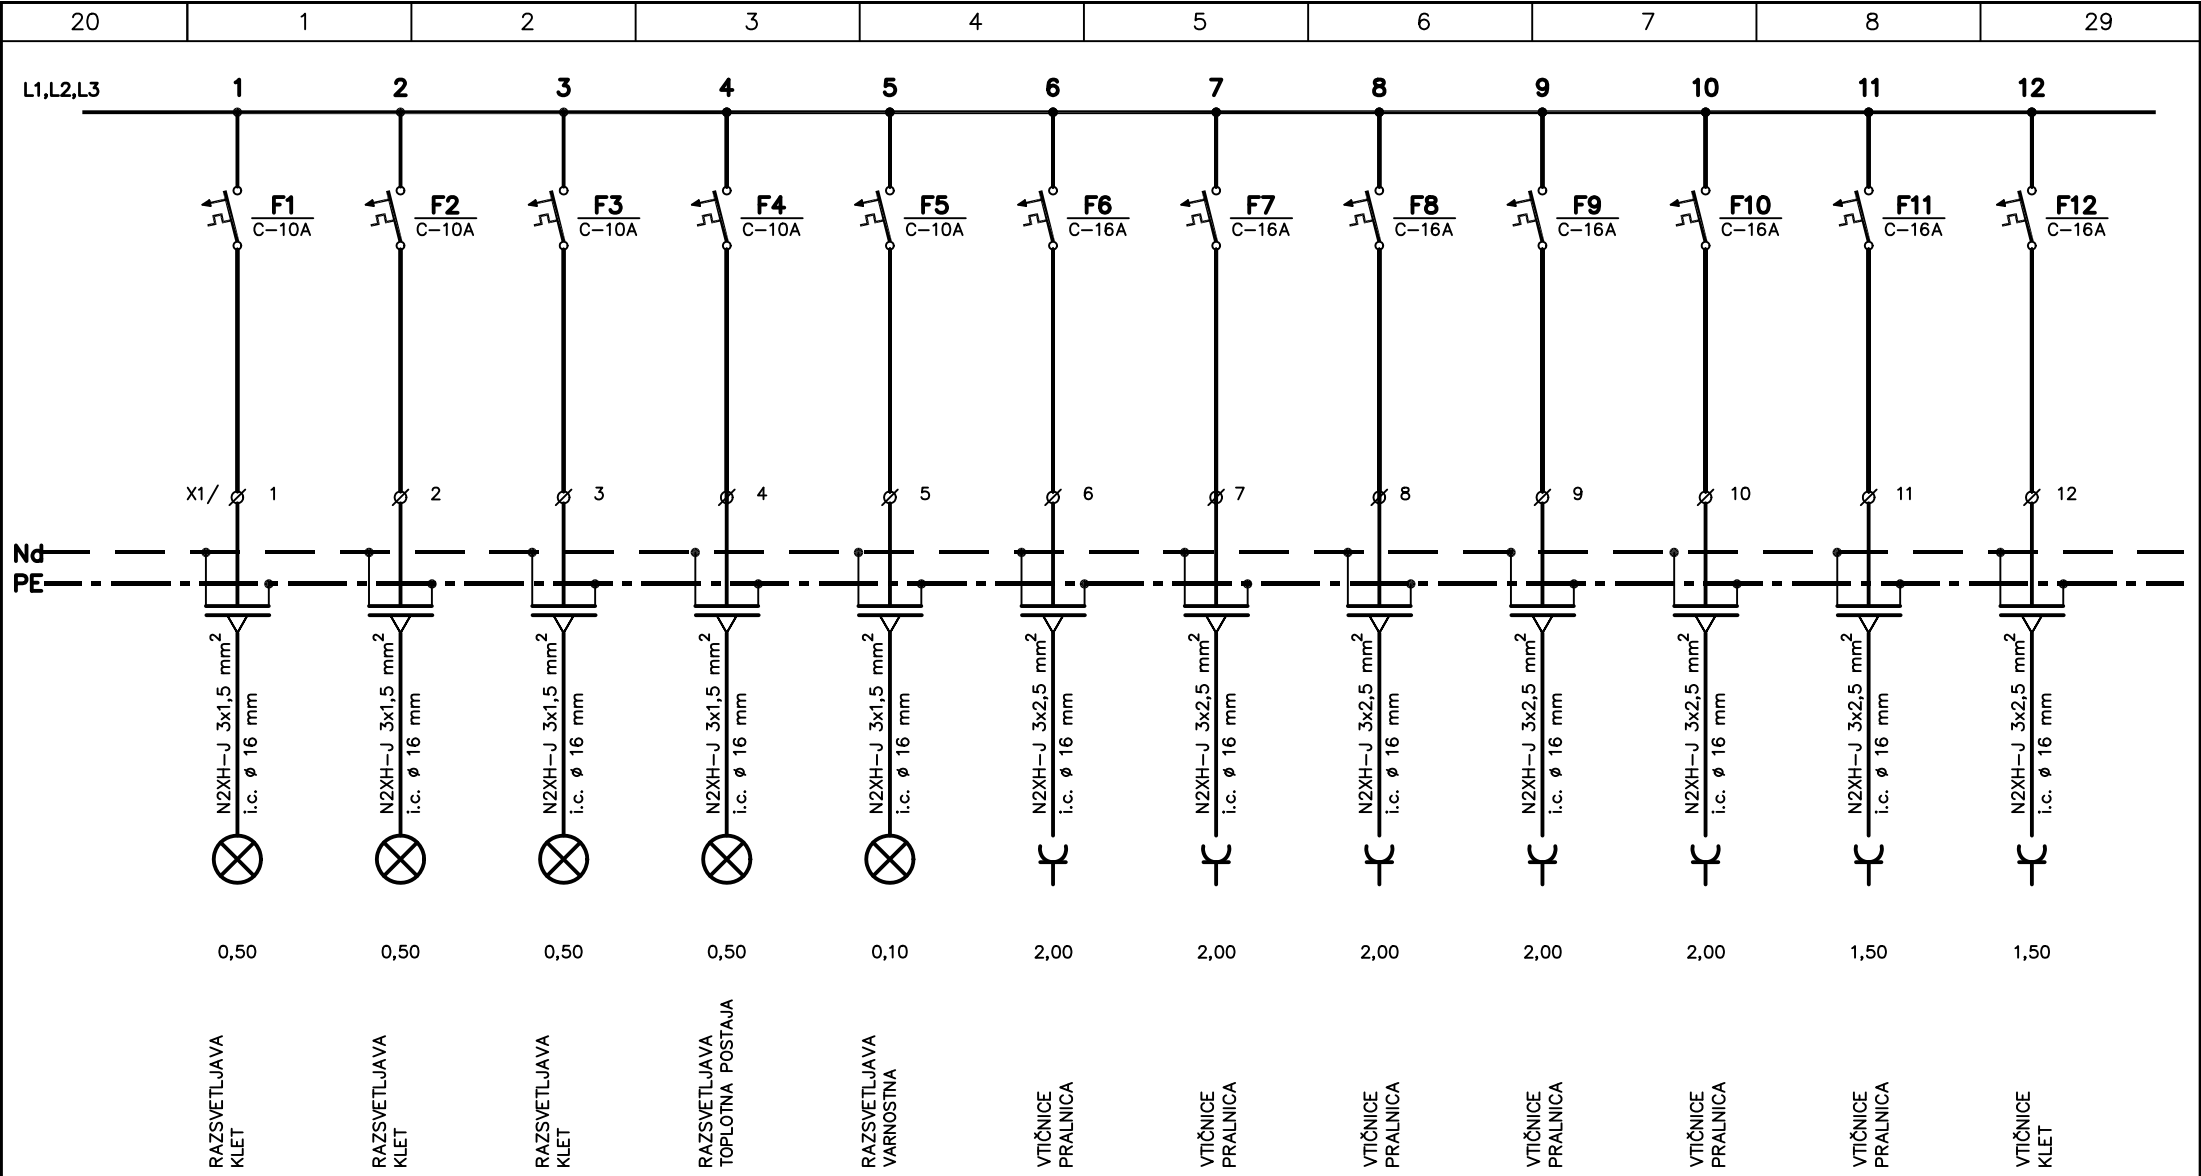 20 1 2 3 4 5 6 7 8 29
L1,L2,L3 1 2 3 4 5 6 7 8 9 10 11 12
F1 F2 F3 F4 F5 F6 F7 F8 F9 F10 F11 F12
C-10A C-10A C-10A C-10A C-10A C-16A C-16A C-16A C-16A C-16A C-16A C-16A
X1/ 1 2 3 4 5 6 7 8 9 10 11 12
Nd
PE
N2XH-J 3x1,5 mm²
i.c. ø 16 mm
N2XH-J 3x1,5 mm²
i.c. ø 16 mm
N2XH-J 3x1,5 mm²
i.c. ø 16 mm
N2XH-J 3x1,5 mm²
i.c. ø 16 mm
N2XH-J 3x1,5 mm²
i.c. ø 16 mm
N2XH-J 3x2,5 mm²
i.c. ø 16 mm
N2XH-J 3x2,5 mm²
i.c. ø 16 mm
N2XH-J 3x2,5 mm²
i.c. ø 16 mm
N2XH-J 3x2,5 mm²
i.c. ø 16 mm
N2XH-J 3x2,5 mm²
i.c. ø 16 mm
N2XH-J 3x2,5 mm²
i.c. ø 16 mm
N2XH-J 3x2,5 mm²
i.c. ø 16 mm
0,50 0,50 0,50 0,50 0,10 2,00 2,00 2,00 2,00 2,00 1,50 1,50
RAZSVETLJAVA
KLET
RAZSVETLJAVA
KLET
RAZSVETLJAVA
KLET
RAZSVETLJAVA
TOPLOTNA POSTAJA
RAZSVETLJAVA
VARNOSTNA
VTIČNICE
PRALNICA
VTIČNICE
PRALNICA
VTIČNICE
PRALNICA
VTIČNICE
PRALNICA
VTIČNICE
PRALNICA
VTIČNICE
PRALNICA
VTIČNICE
KLET